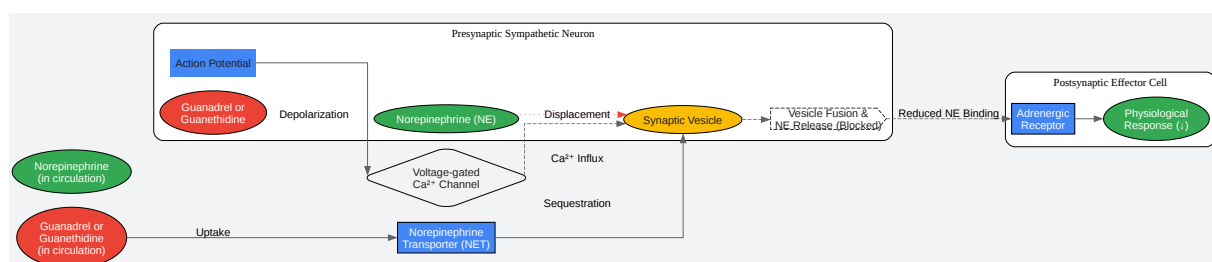 Presynaptic Sympathetic Neuron
Action Potential
Guanadrel or
Guanethidine
Depolarization
Norepinephrine (NE)
Displacement
Synaptic Vesicle
Vesicle Fusion &
NE Release (Blocked)
Reduced NE Binding
Postsynaptic Effector Cell
Adrenergic
Receptor
Physiological
Response (↓)
Norepinephrine
(in circulation)
Voltage-gated
Ca²⁺ Channel
Ca²⁺ Influx
Sequestration
Guanadrel or
Guanethidine
(in circulation)
Uptake
Norepinephrine
Transporter (NET)